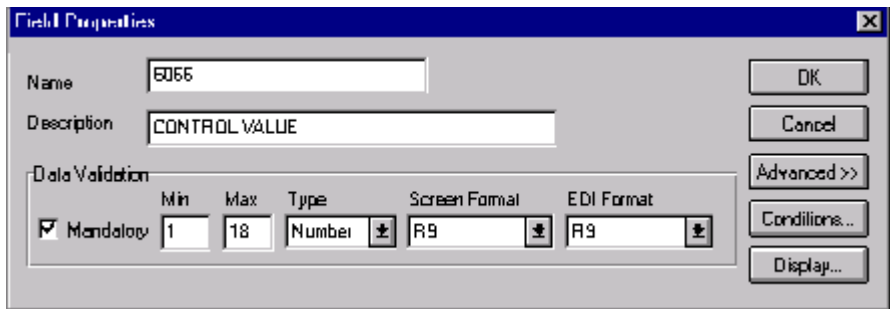 Field Properties
Name 6066 OK
Description CONTROL VALUE Cancel
Data Validation Advanced >>
Min Max Type Screen Format EDI Format
Mandatory 1 18 Number R9 R9 Conditions...
Display...